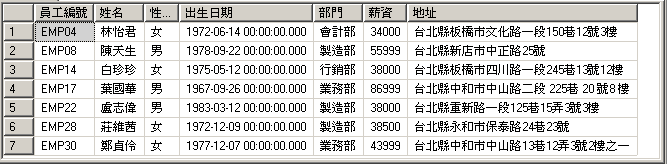 員工編號 姓名 性... 出生日期 部門 薪資 地址
1 EMP04 林怡君 女 1972-06-14 00:00:00.000 會計部 34000 台北縣板橋市文化路一段150巷12號3樓
2 EMP08 陳天生 男 1978-09-22 00:00:00.000 製造部 55999 台北縣新店市中正路25號
3 EMP14 白珍珍 女 1975-05-12 00:00:00.000 行銷部 38000 台北縣板橋市四川路一段245巷13號12樓
4 EMP17 葉國華 男 1967-09-26 00:00:00.000 業務部 86999 台北縣中和市中山路二段 225巷 20號8樓
5 EMP22 盧志偉 男 1983-03-12 00:00:00.000 製造部 38000 台北縣重新路一段125巷15弄3號3樓
6 EMP28 莊維茜 女 1972-12-09 00:00:00.000 製造部 38500 台北縣永和市保泰路24巷23號
7 EMP30 鄭貞伶 女 1977-12-07 00:00:00.000 業務部 43999 台北縣中和市中山路13巷12弄3號2樓之一